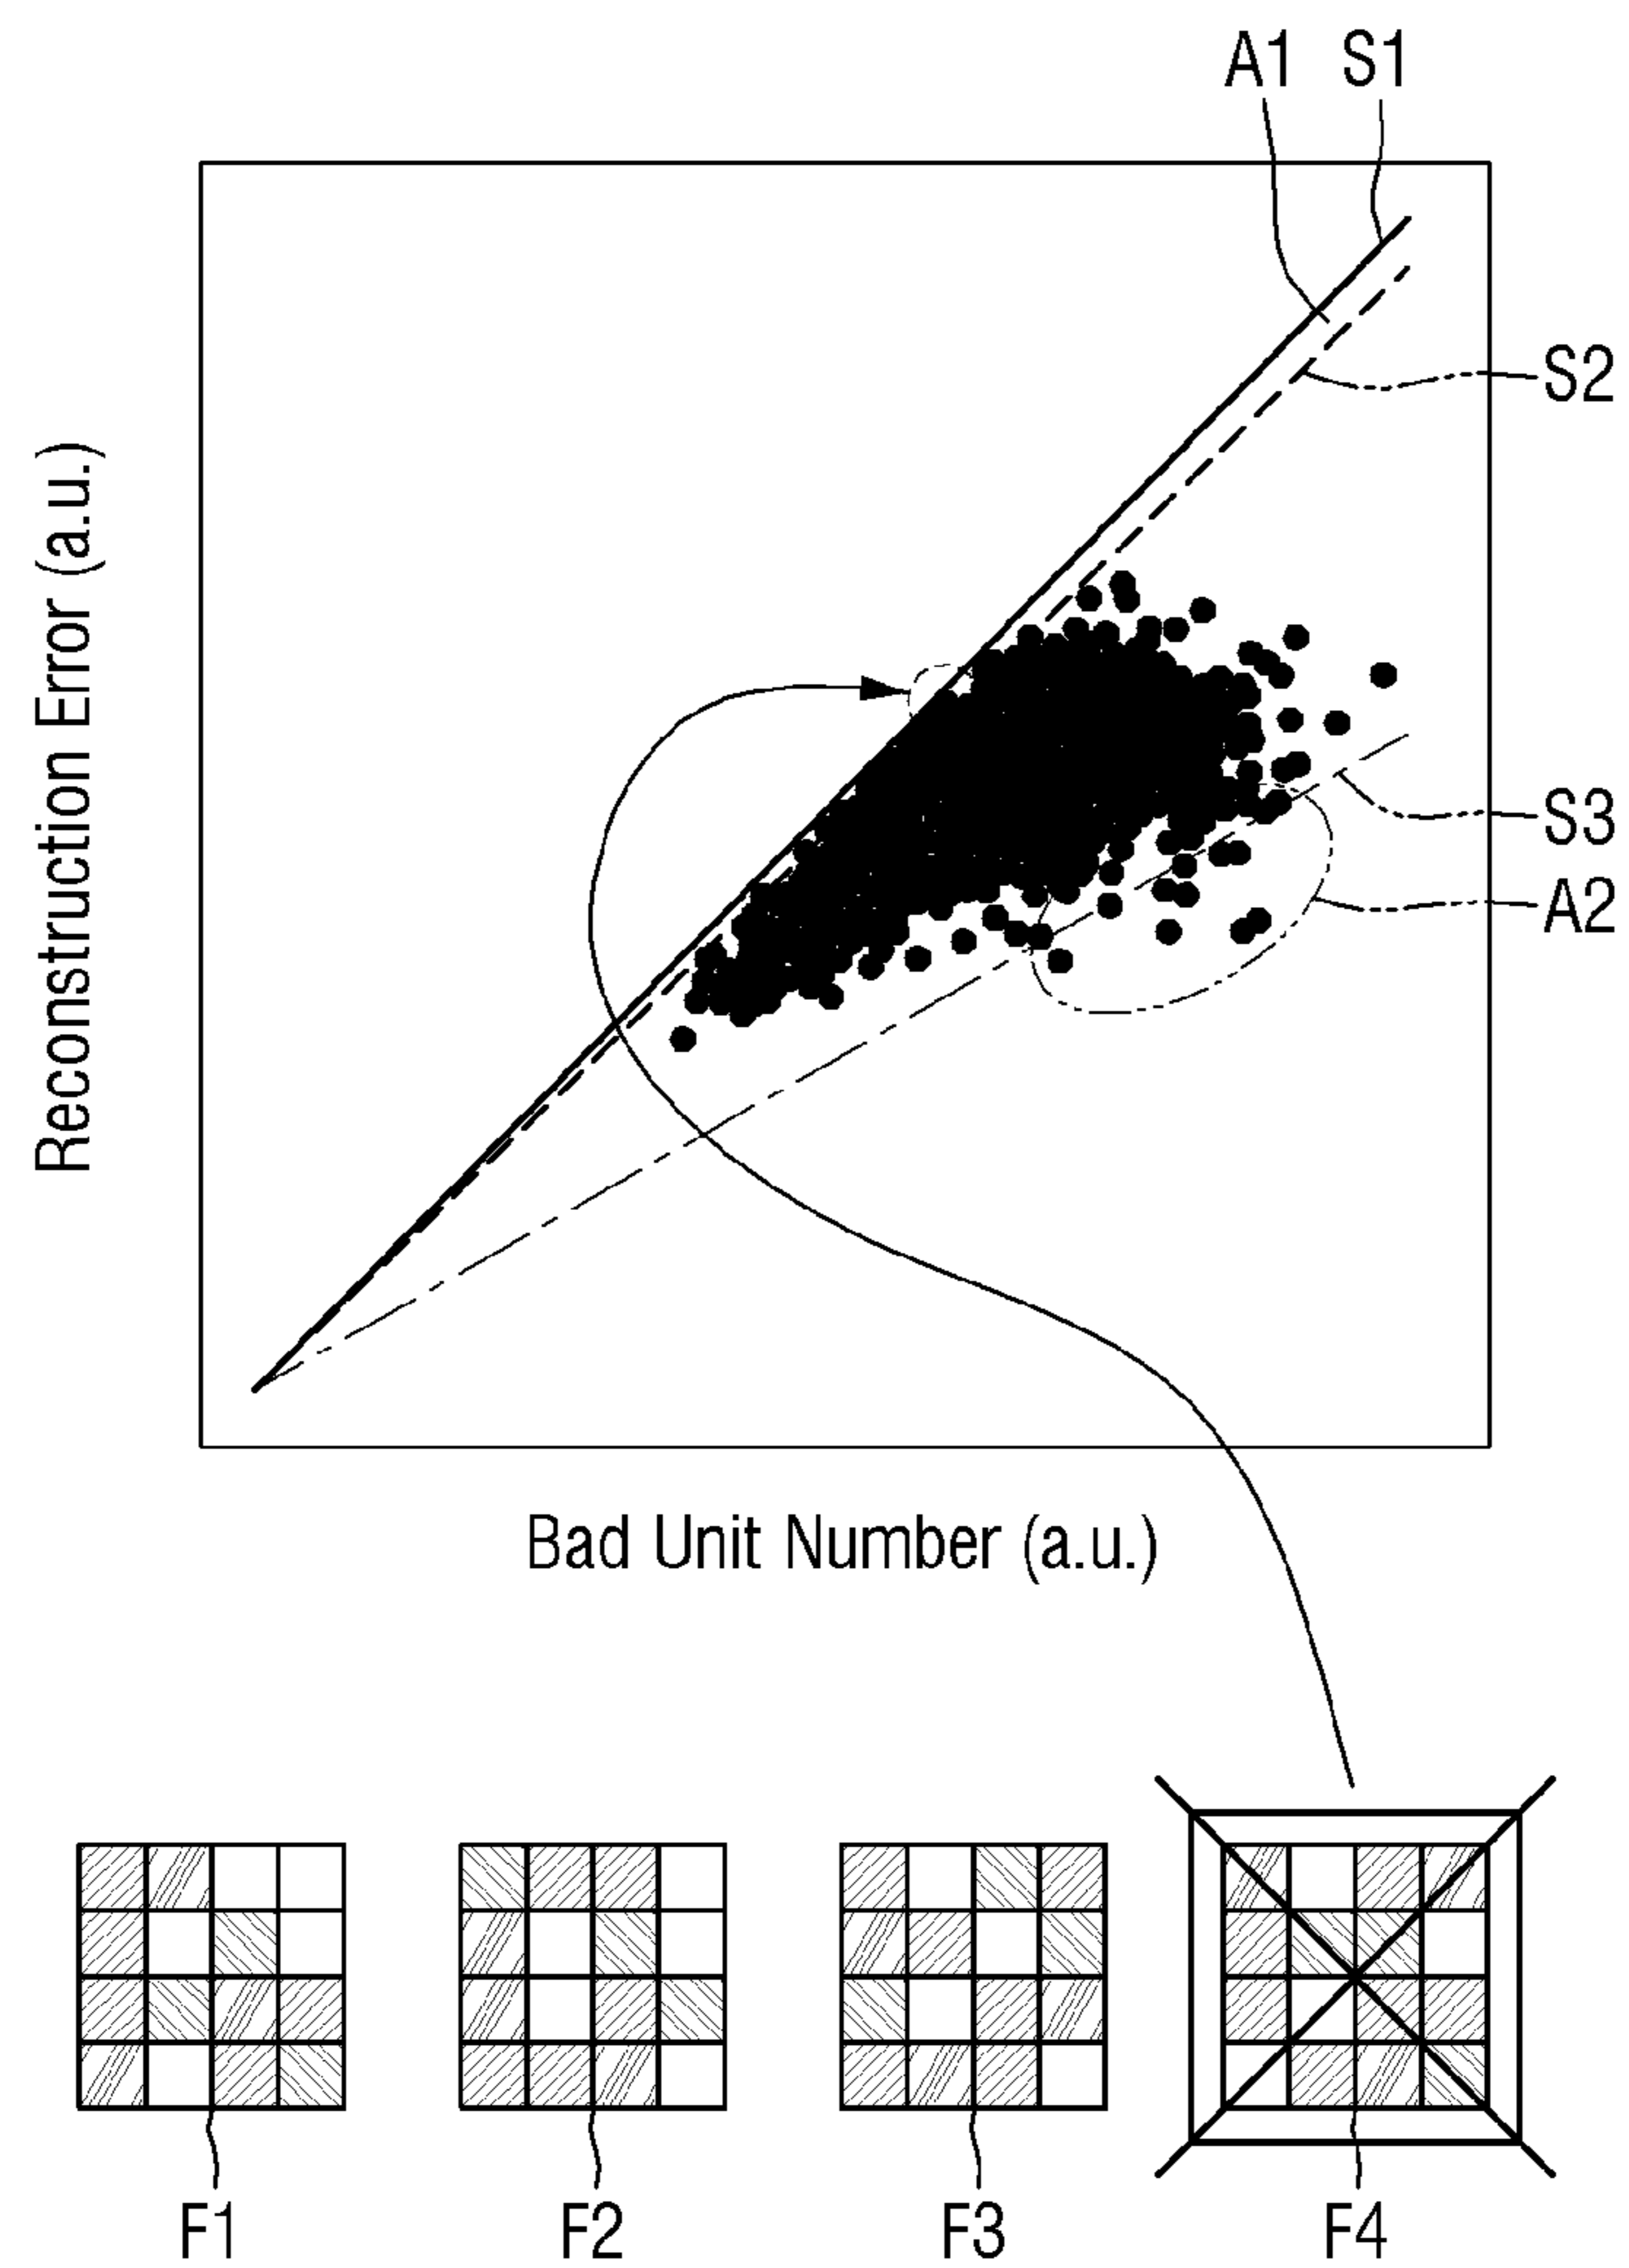 A1 S1
S2
Reconstruction Error (a.u.)
S3
A2
Bad Unit Number (a.u.)
F1 F2 F3 F4